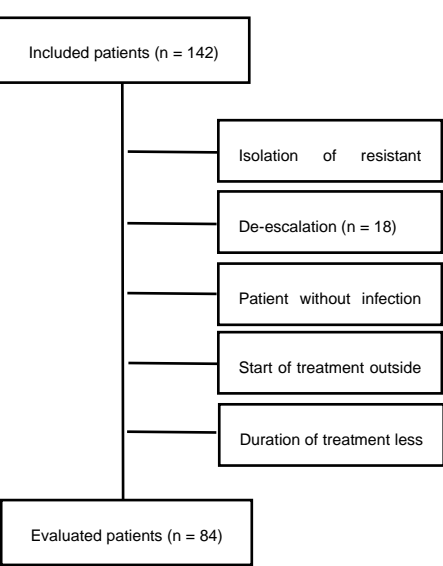 Included patients (n = 142)
Isolation of resistant
De-escalation (n = 18)
Patient without infection
Start of treatment outside
Duration of treatment less
Evaluated patients (n = 84)